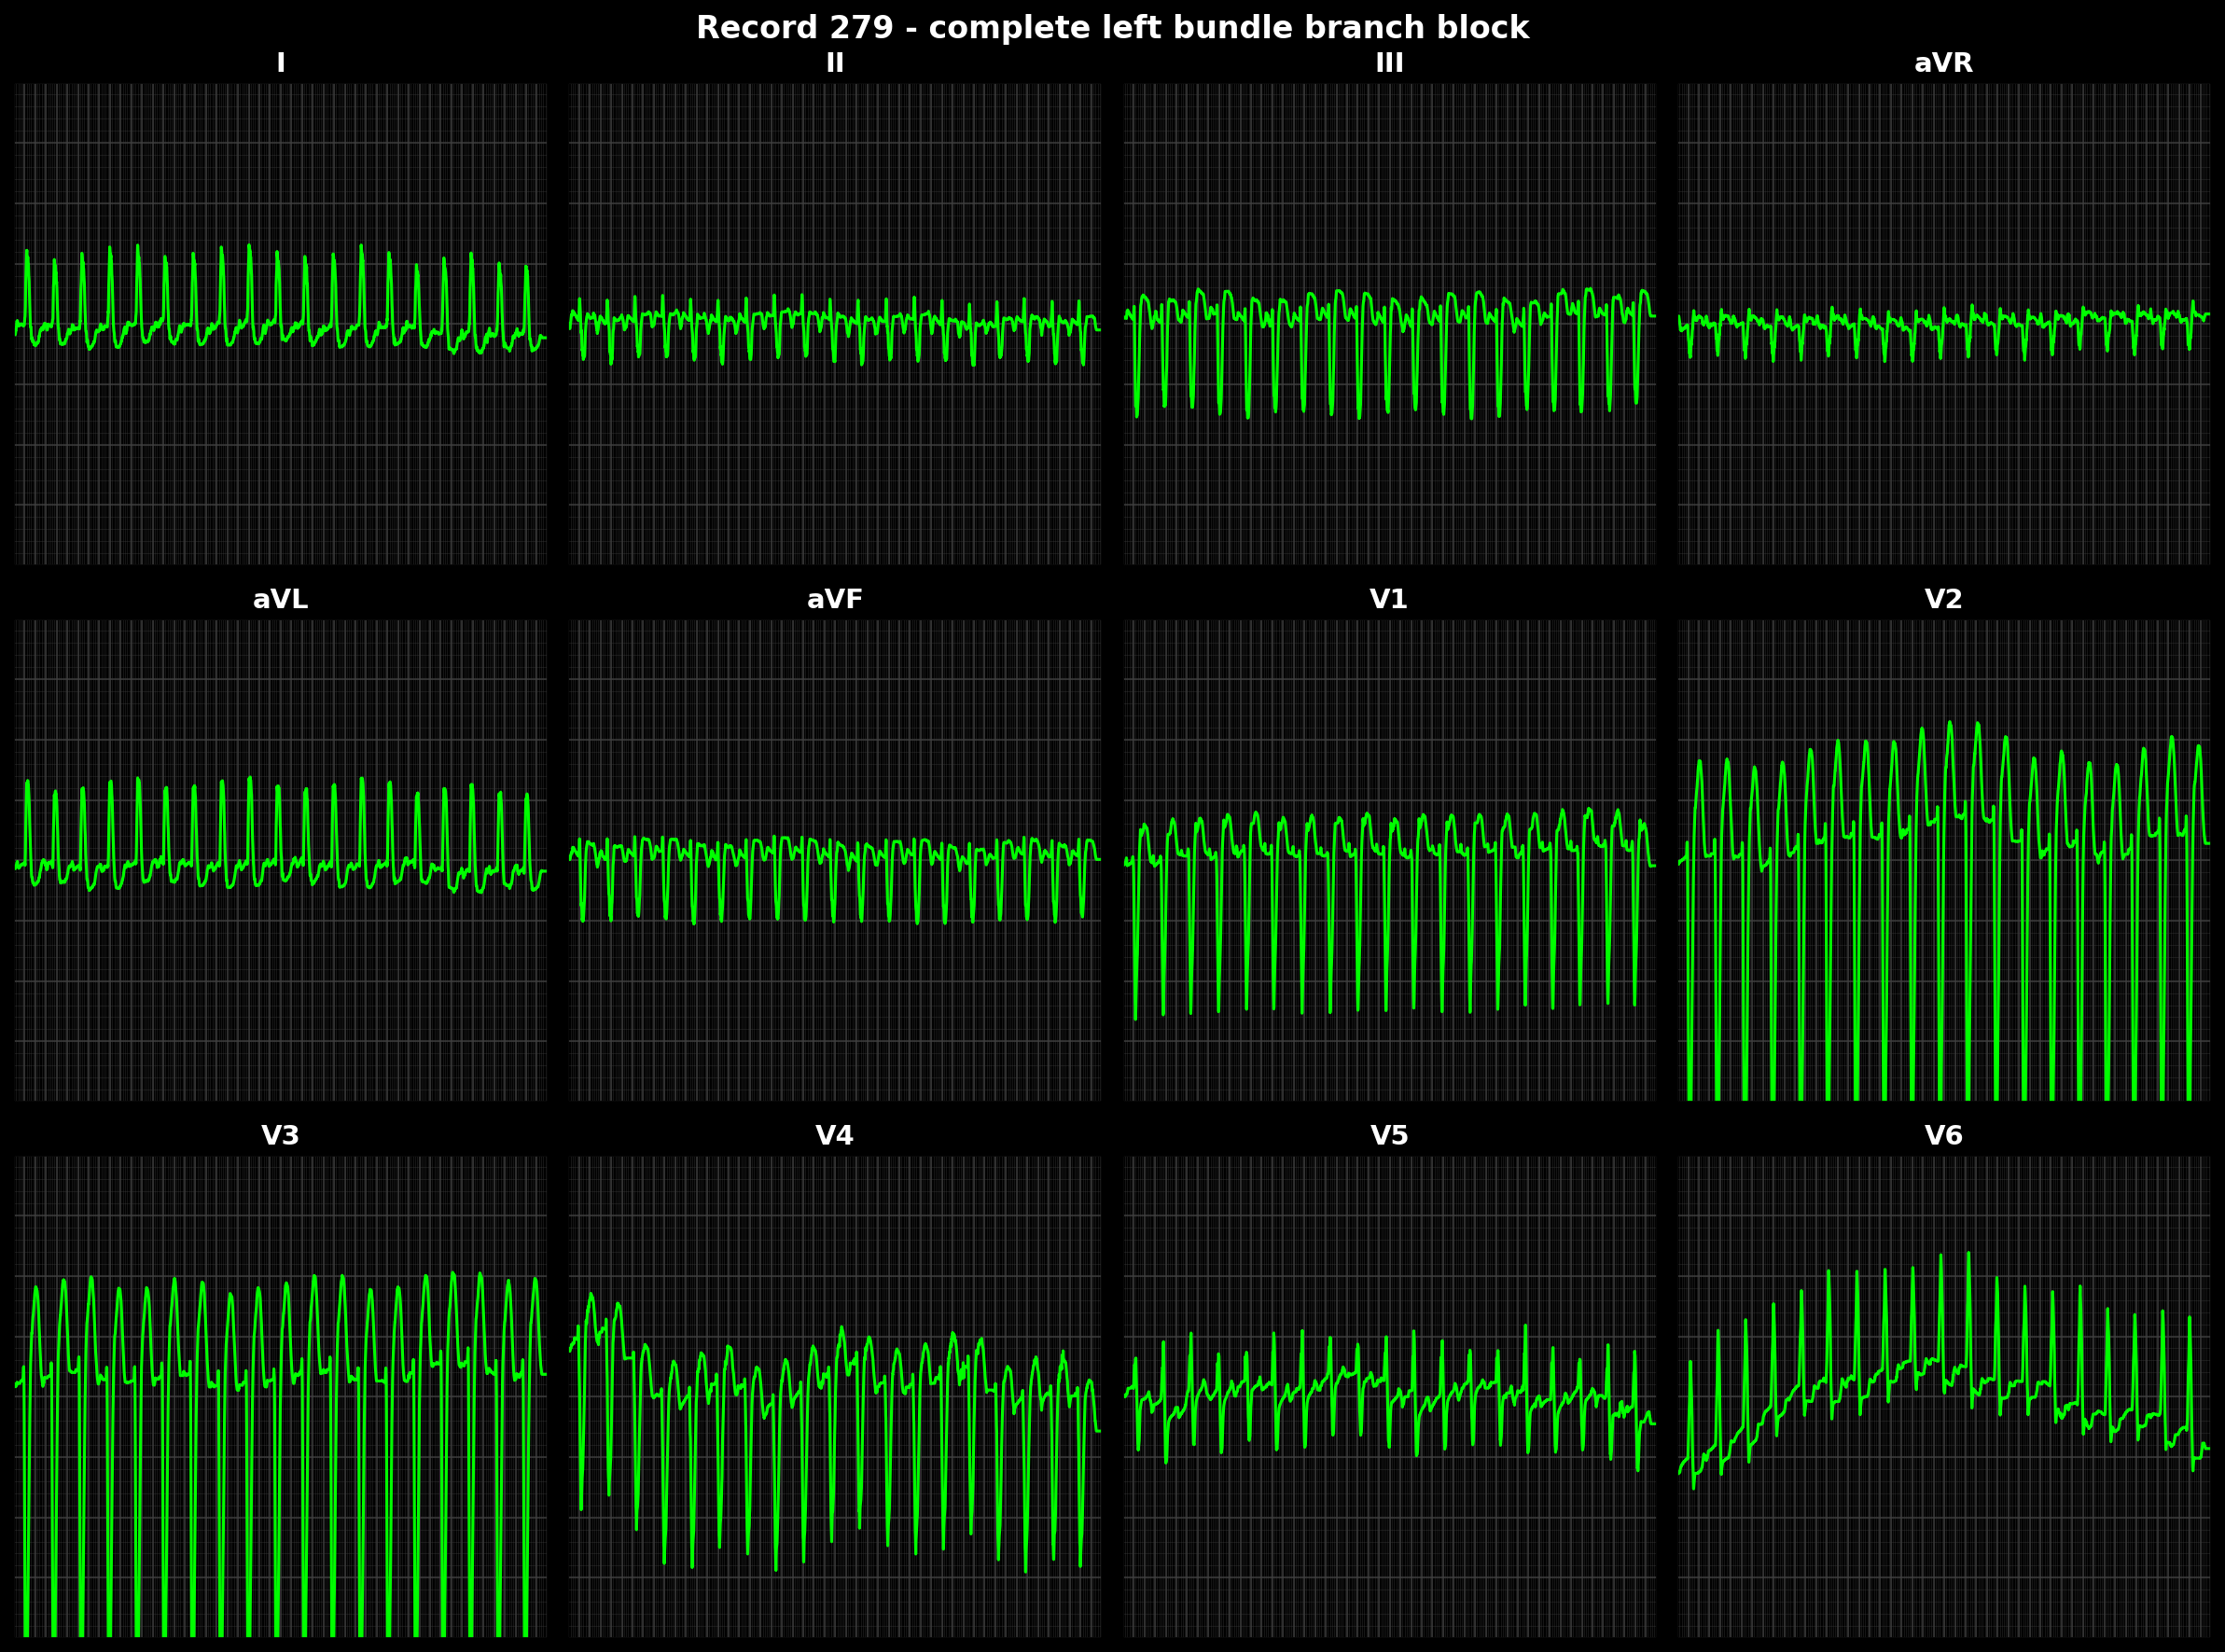 Record 279 - complete left bundle branch block
I
II
III
aVR
aVL
aVF
V1
V2
V3
V4
V5
V6